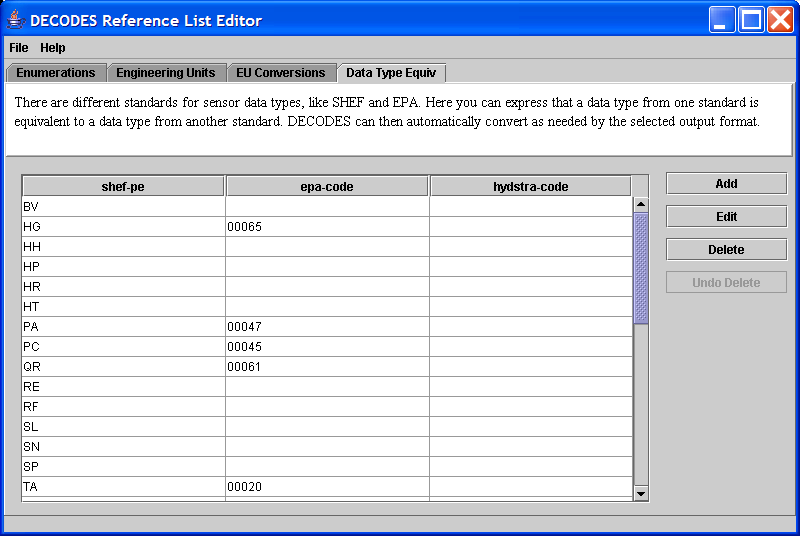 DECODES Reference List Editor
File Help
Enumerations Engineering Units EU Conversions Data Type Equiv
There are different standards for sensor data types, like SHEF and EPA. Here you can express that a data type from one standard is
equivalent to a data type from another standard. DECODES can then automatically convert as needed by the selected output format.
shef-pe epa-code hydstra-code
BV
HG 00065
HH
HP
HR
HT
PA 00047
PC 00045
QR 00061
RE
RF
SL
SN
SP
TA 00020
Add
Edit
Delete
Undo Delete